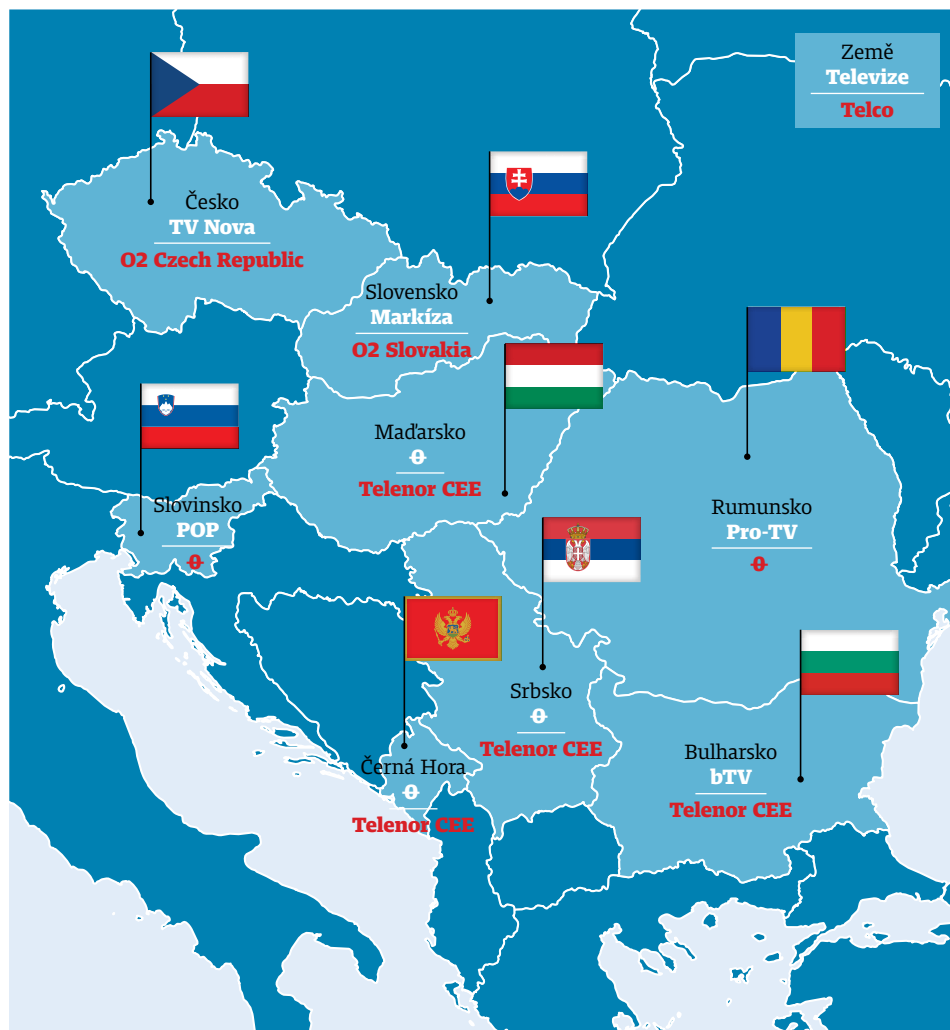 Země
Televize
Telco
Česko
TV Nova
O2 Czech Republic
Slovensko
Markíza
O2 Slovakia
Maďarsko
0
Telenor CEE
Slovinsko
POP
0
Rumunsko
Pro-TV
0
Srbsko
0
Telenor CEE
Černá Hora
0
Telenor CEE
Bulharsko
bTV
Telenor CEE